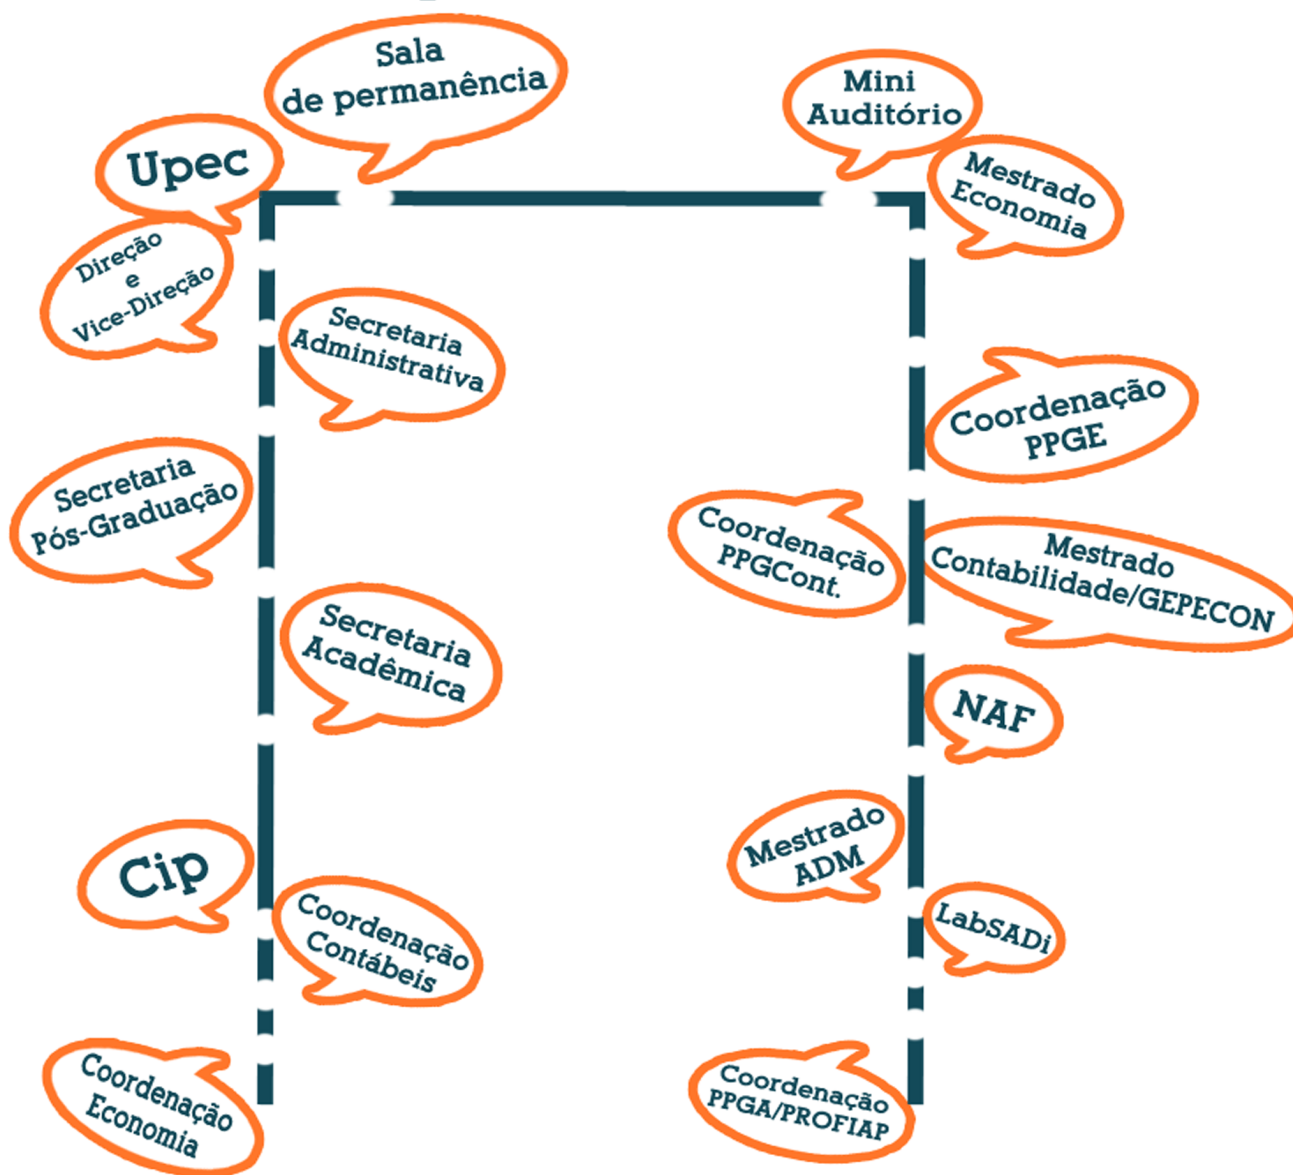 Sala
de permanência
Mini
Auditório
Upec
Mestrado
Economia
Direção
e
Vice-Direção
Secretaria
Administrativa
Coordenação
PPGE
Secretaria
Pós-Graduação
Coordenação
PPGCont.
Mestrado
Contabilidade/GEPECON
Secretaria
Acadêmica
NAF
Mestrado
ADM
Cip
Coordenação
Contábeis
LabSADi
Coordenação
Economia
Coordenação
PPGA/PROFIAP